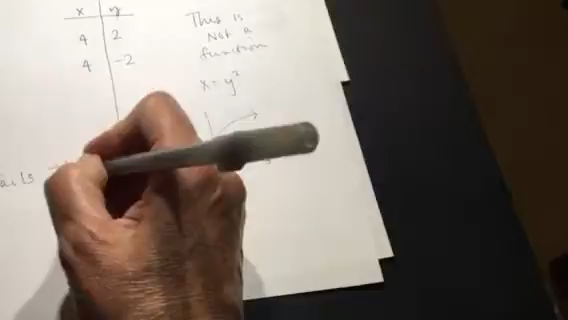 x y
4 2
4 -2
This is
Not a
function
x = y²